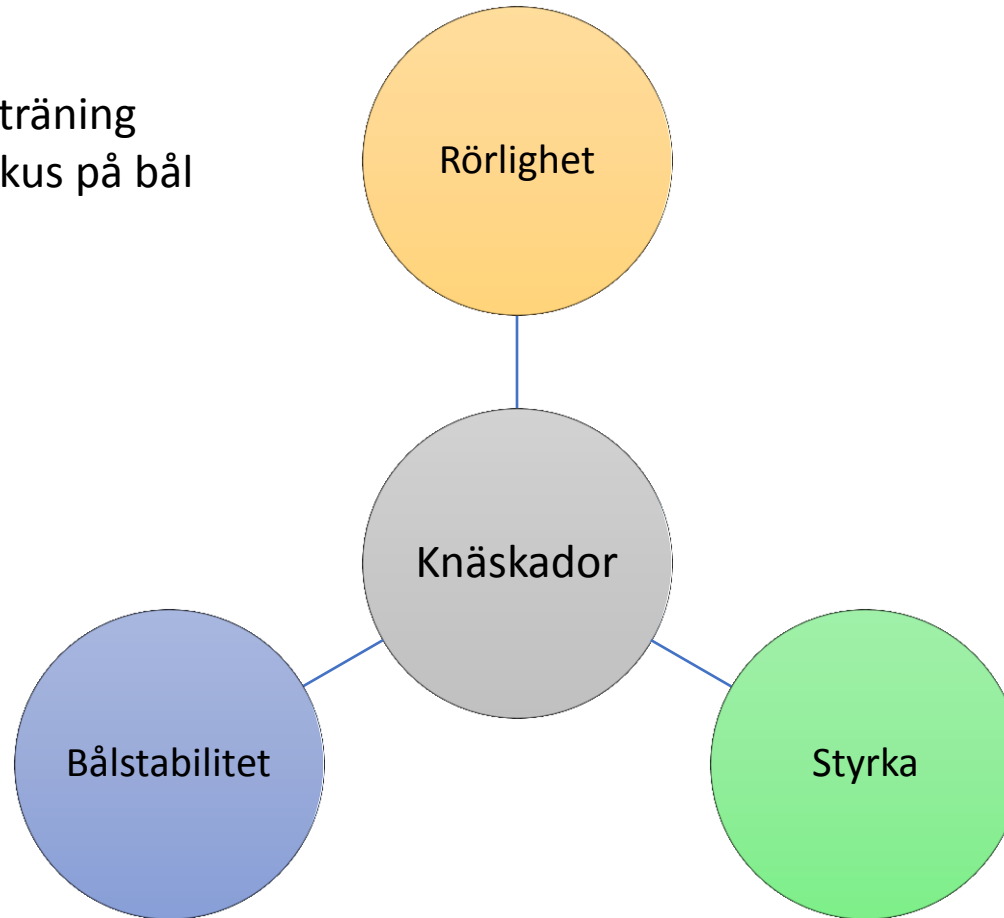 träning
kus på bål
Rörlighet
Knäskador
Bålstabilitet
Styrka